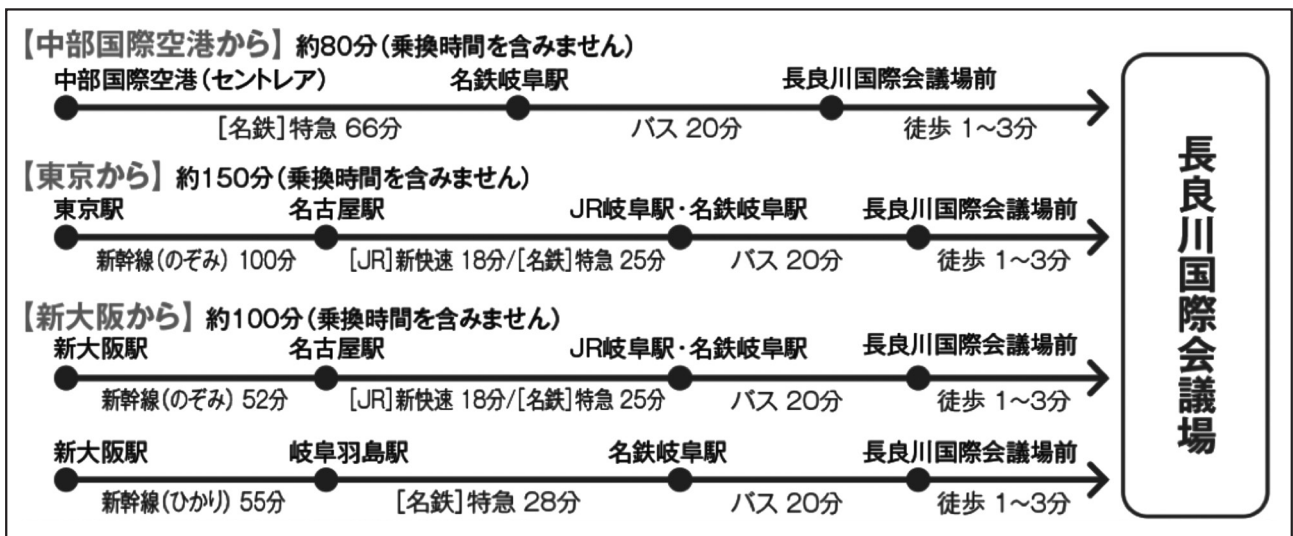 【中部国際空港から】 約80分(乗換時間を含みません)
中部国際空港(セントレア) 名鉄岐阜駅 長良川国際会議場前
[名鉄]特急 66分 バス 20分 徒歩 1〜3分
【東京から】 約150分(乗換時間を含みません)
東京駅 名古屋駅 JR岐阜駅・名鉄岐阜駅 長良川国際会議場前
新幹線(のぞみ) 100分 [JR]新快速 18分/[名鉄]特急 25分 バス 20分 徒歩 1〜3分
【新大阪から】 約100分(乗換時間を含みません)
新大阪駅 名古屋駅 JR岐阜駅・名鉄岐阜駅 長良川国際会議場前
新幹線(のぞみ) 52分 [JR]新快速 18分/[名鉄]特急 25分 バス 20分 徒歩 1〜3分
新大阪駅 岐阜羽島駅 名鉄岐阜駅 長良川国際会議場前
新幹線(ひかり) 55分 [名鉄]特急 28分 バス 20分 徒歩 1〜3分
長良川国際会議場